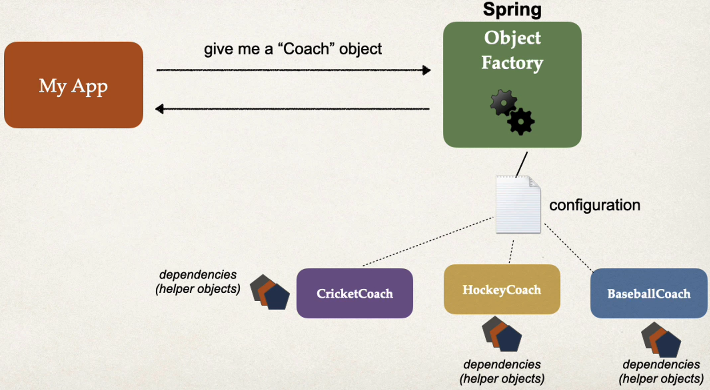 Spring
give me a “Coach” object
Object
Factory
My App
configuration
dependencies
(helper objects)
CricketCoach
HockeyCoach
BaseballCoach
dependencies
(helper objects)
dependencies
(helper objects)